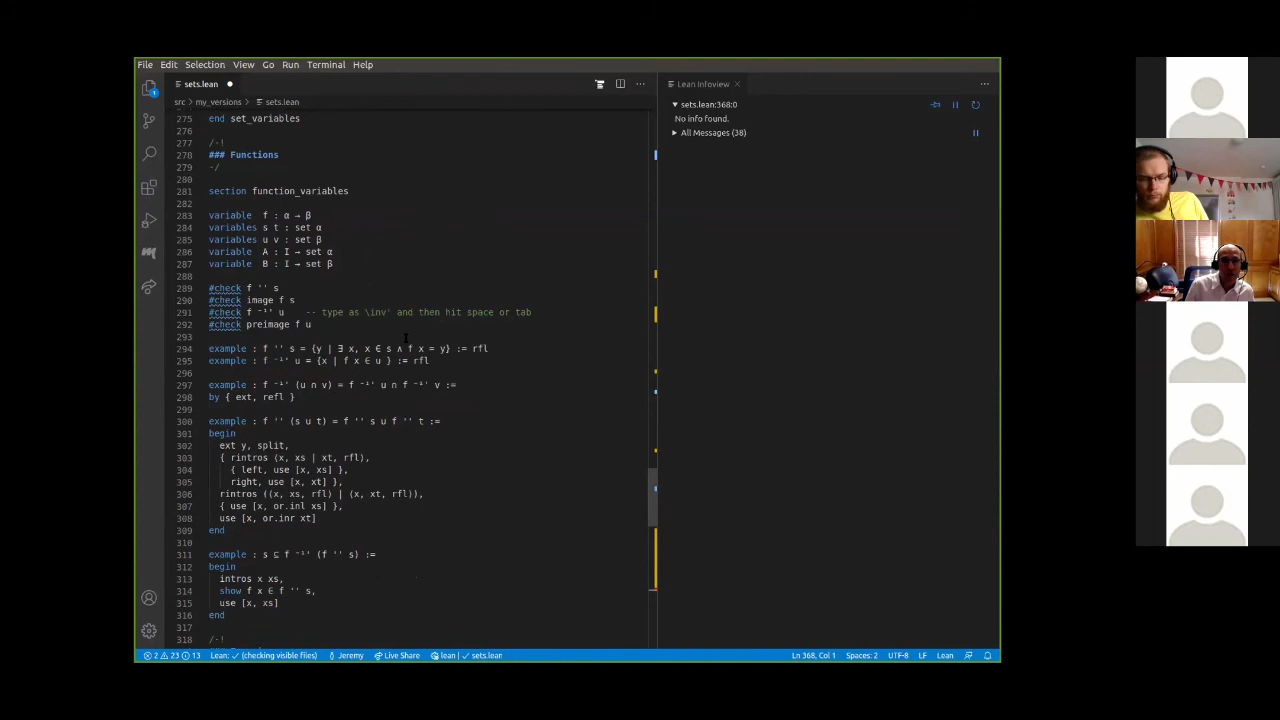 File Edit Selection View Go Run Terminal Help
sets.lean
Lean Infoview
src my_versions sets.lean
sets.lean:368:0
No info found.
All Messages (38)
275 end set_variables
276
277 /-!
278 ### Functions
279 -/
280
281 section function_variables
282
283 variable  f : α → β
284 variables s t : set α
285 variables u v : set β
286 variable  A : I → set α
287 variable  B : I → set β
288
289 #check f '' s
290 #check image f s
291 #check f ⁻¹' u    -- type as \inv' and then hit space or tab
292 #check preimage f u
293
294 example : f '' s = {y | ∃ x, x ∈ s ∧ f x = y} := rfl
295 example : f ⁻¹' u = {x | f x ∈ u } := rfl
296
297 example : f ⁻¹' (u ∩ v) = f ⁻¹' u ∩ f ⁻¹' v :=
298 by { ext, refl }
299
300 example : f '' (s ∪ t) = f '' s ∪ f '' t :=
301 begin
302   ext y, split,
303   { rintros ⟨x, xs | xt, rfl⟩,
304     { left, use [x, xs] },
305     right, use [x, xt] },
306   rintros (⟨x, xs, rfl⟩ | ⟨x, xt, rfl⟩),
307   { use [x, or.inl xs] },
308   use [x, or.inr xt]
309 end
310
311 example : s ⊆ f ⁻¹' (f '' s) :=
312 begin
313   intros x xs,
314   show f x ∈ f '' s,
315   use [x, xs]
316 end
317
318 /-!
2 23 13 Lean: ✓ (checking visible files) Jeremy Live Share lean | ✓ sets.lean Ln 368, Col 1 Spaces: 2 UTF-8 LF Lean